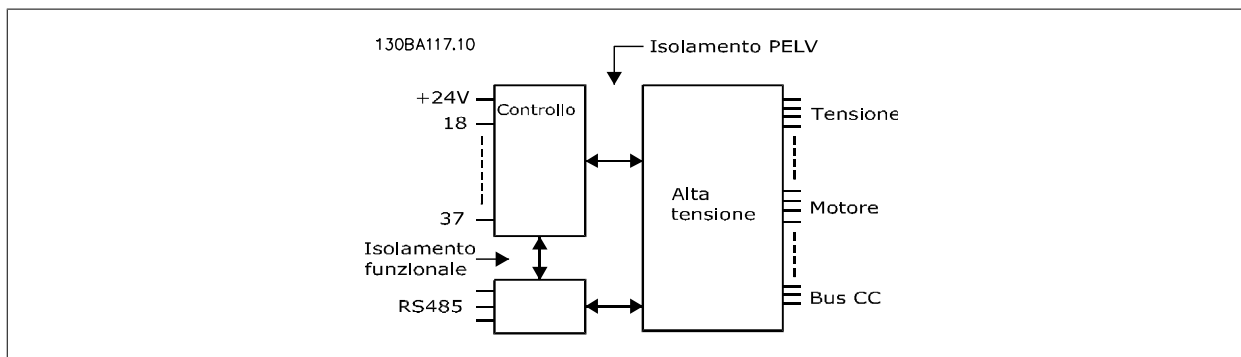 130BA117.10
Isolamento PELV
+24V
Controllo
18
37
Isolamento
funzionale
RS485
Alta
tensione
Tensione
Motore
Bus CC